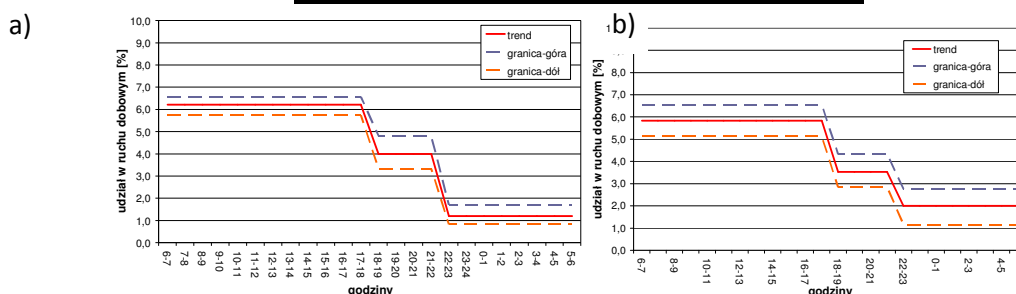 a)
udział w ruchu dobowym [%]
10,0
9,0
8,0
7,0
6,0
5,0
4,0
3,0
2,0
1,0
0,0
trend
granica-góra
granica-dół
6-7 7-8 8-9 9-10 10-11 11-12 12-13 13-14 14-15 15-16 16-17 17-18 18-19 19-20 20-21 21-22 22-23 23-24 0-1 1-2 2-3 3-4 4-5 5-6
godziny
b)
udział w ruchu dobowym [%]
8,0
7,0
6,0
5,0
4,0
3,0
2,0
1,0
0,0
trend
granica-góra
granica-dół
6-7 8-9 10-11 12-13 14-15 16-17 18-19 20-21 22-23 0-1 2-3 4-5
godziny